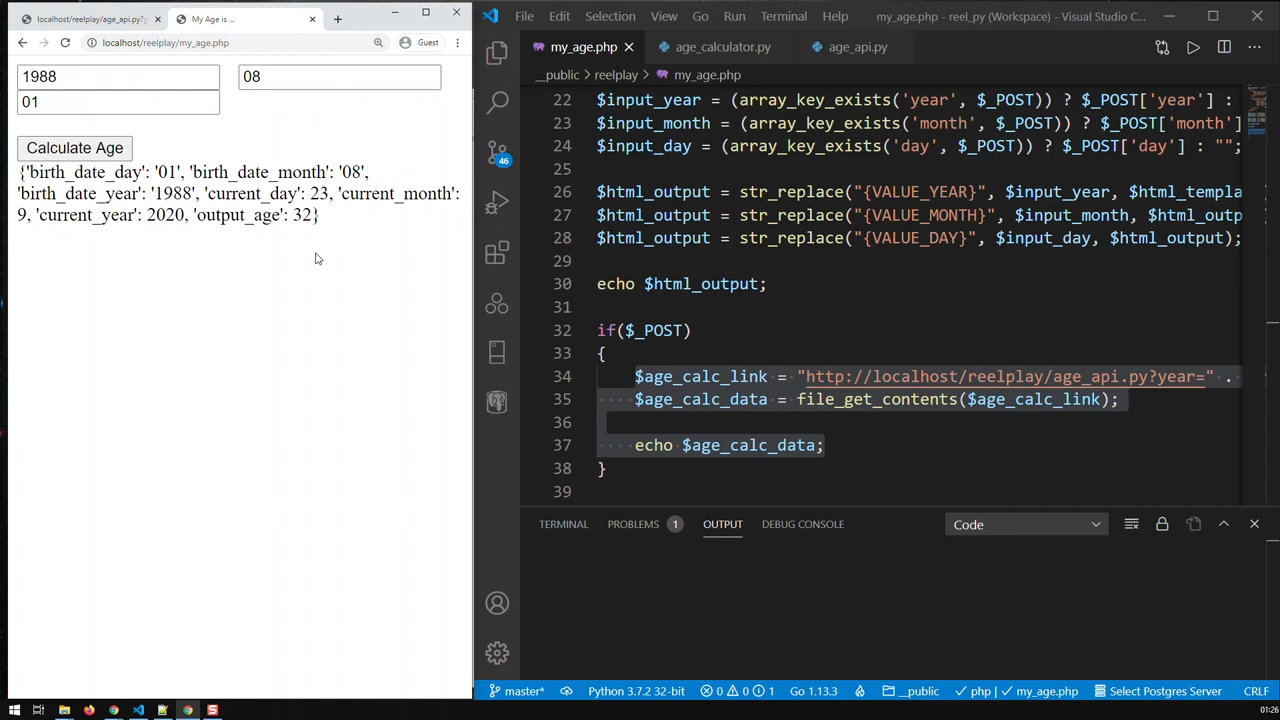 localhost/reelplay/age_api.py?y
My Age is ...
localhost/reelplay/my_age.php
Guest
1988
08
01
Calculate Age
{'birth_date_day': '01', 'birth_date_month': '08',
'birth_date_year': '1988', 'current_day': 23, 'current_month':
9, 'current_year': 2020, 'output_age': 32}
File Edit Selection View Go Run Terminal my_age.php - reel_py (Workspace) - Visual Studio C...
my_age.php
age_calculator.py
age_api.py
__public > reelplay > my_age.php
46
22 $input_year = (array_key_exists('year', $_POST)) ? $_POST['year'] :
23 $input_month = (array_key_exists('month', $_POST)) ? $_POST['month']
24 $input_day = (array_key_exists('day', $_POST)) ? $_POST['day'] : "";
25
26 $html_output = str_replace("{VALUE_YEAR}", $input_year, $html_templa
27 $html_output = str_replace("{VALUE_MONTH}", $input_month, $html_outp
28 $html_output = str_replace("{VALUE_DAY}", $input_day, $html_output);
29
30 echo $html_output;
31
32 if($_POST)
33 {
34 $age_calc_link = "http://localhost/reelplay/age_api.py?year=" .
35 $age_calc_data = file_get_contents($age_calc_link);
36
37 echo $age_calc_data;
38 }
39
TERMINAL PROBLEMS 1 OUTPUT DEBUG CONSOLE Code
master* Python 3.7.2 32-bit 0 0 1 Go 1.13.3 __public php | my_age.php Select Postgres Server CRLF
01:26